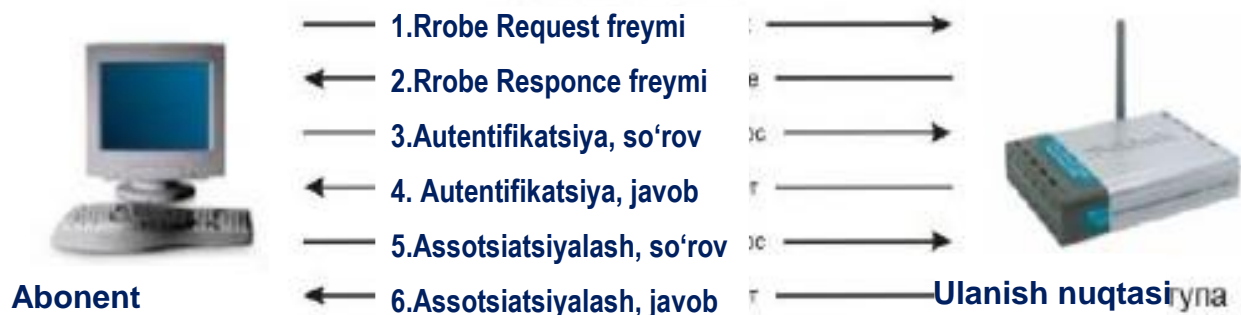 1.Rrobe Request freymi
2.Rrobe Responce freymi
3.Autentifikatsiya, so‘rov
4. Autentifikatsiya, javob
5.Assotsiatsiyalash, so‘rov
6.Assotsiatsiyalash, javob
Abonent
Ulanish nuqtasi